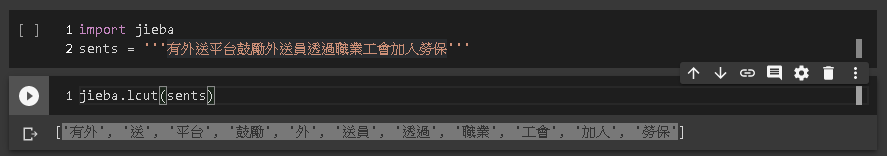 [ ]
1 import jieba
2 sents = '''有外送平台鼓勵外送員透過職業工會加入勞保'''
1 jieba.lcut(sents)
['有外', '送', '平台', '鼓勵', '外', '送員', '透過', '職業', '工會', '加入', '勞保']